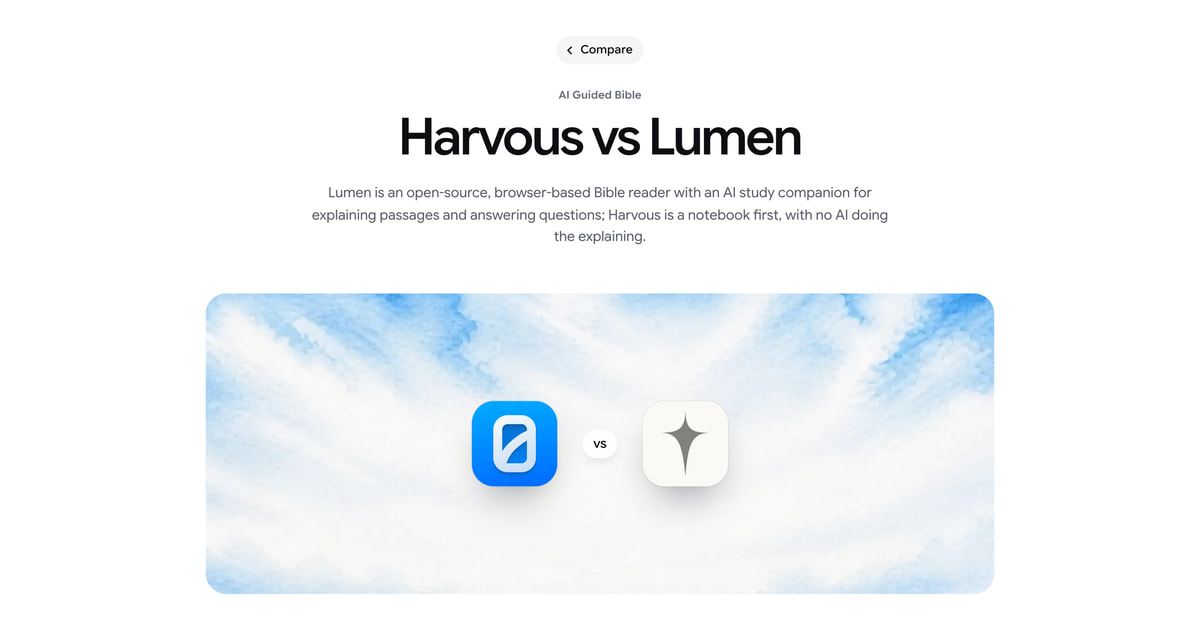 Compare
AI Guided Bible
Harvous vs Lumen
Lumen is an open-source, browser-based Bible reader with an AI study companion for
explaining passages and answering questions; Harvous is a notebook first, with no AI doing
the explaining.
vs